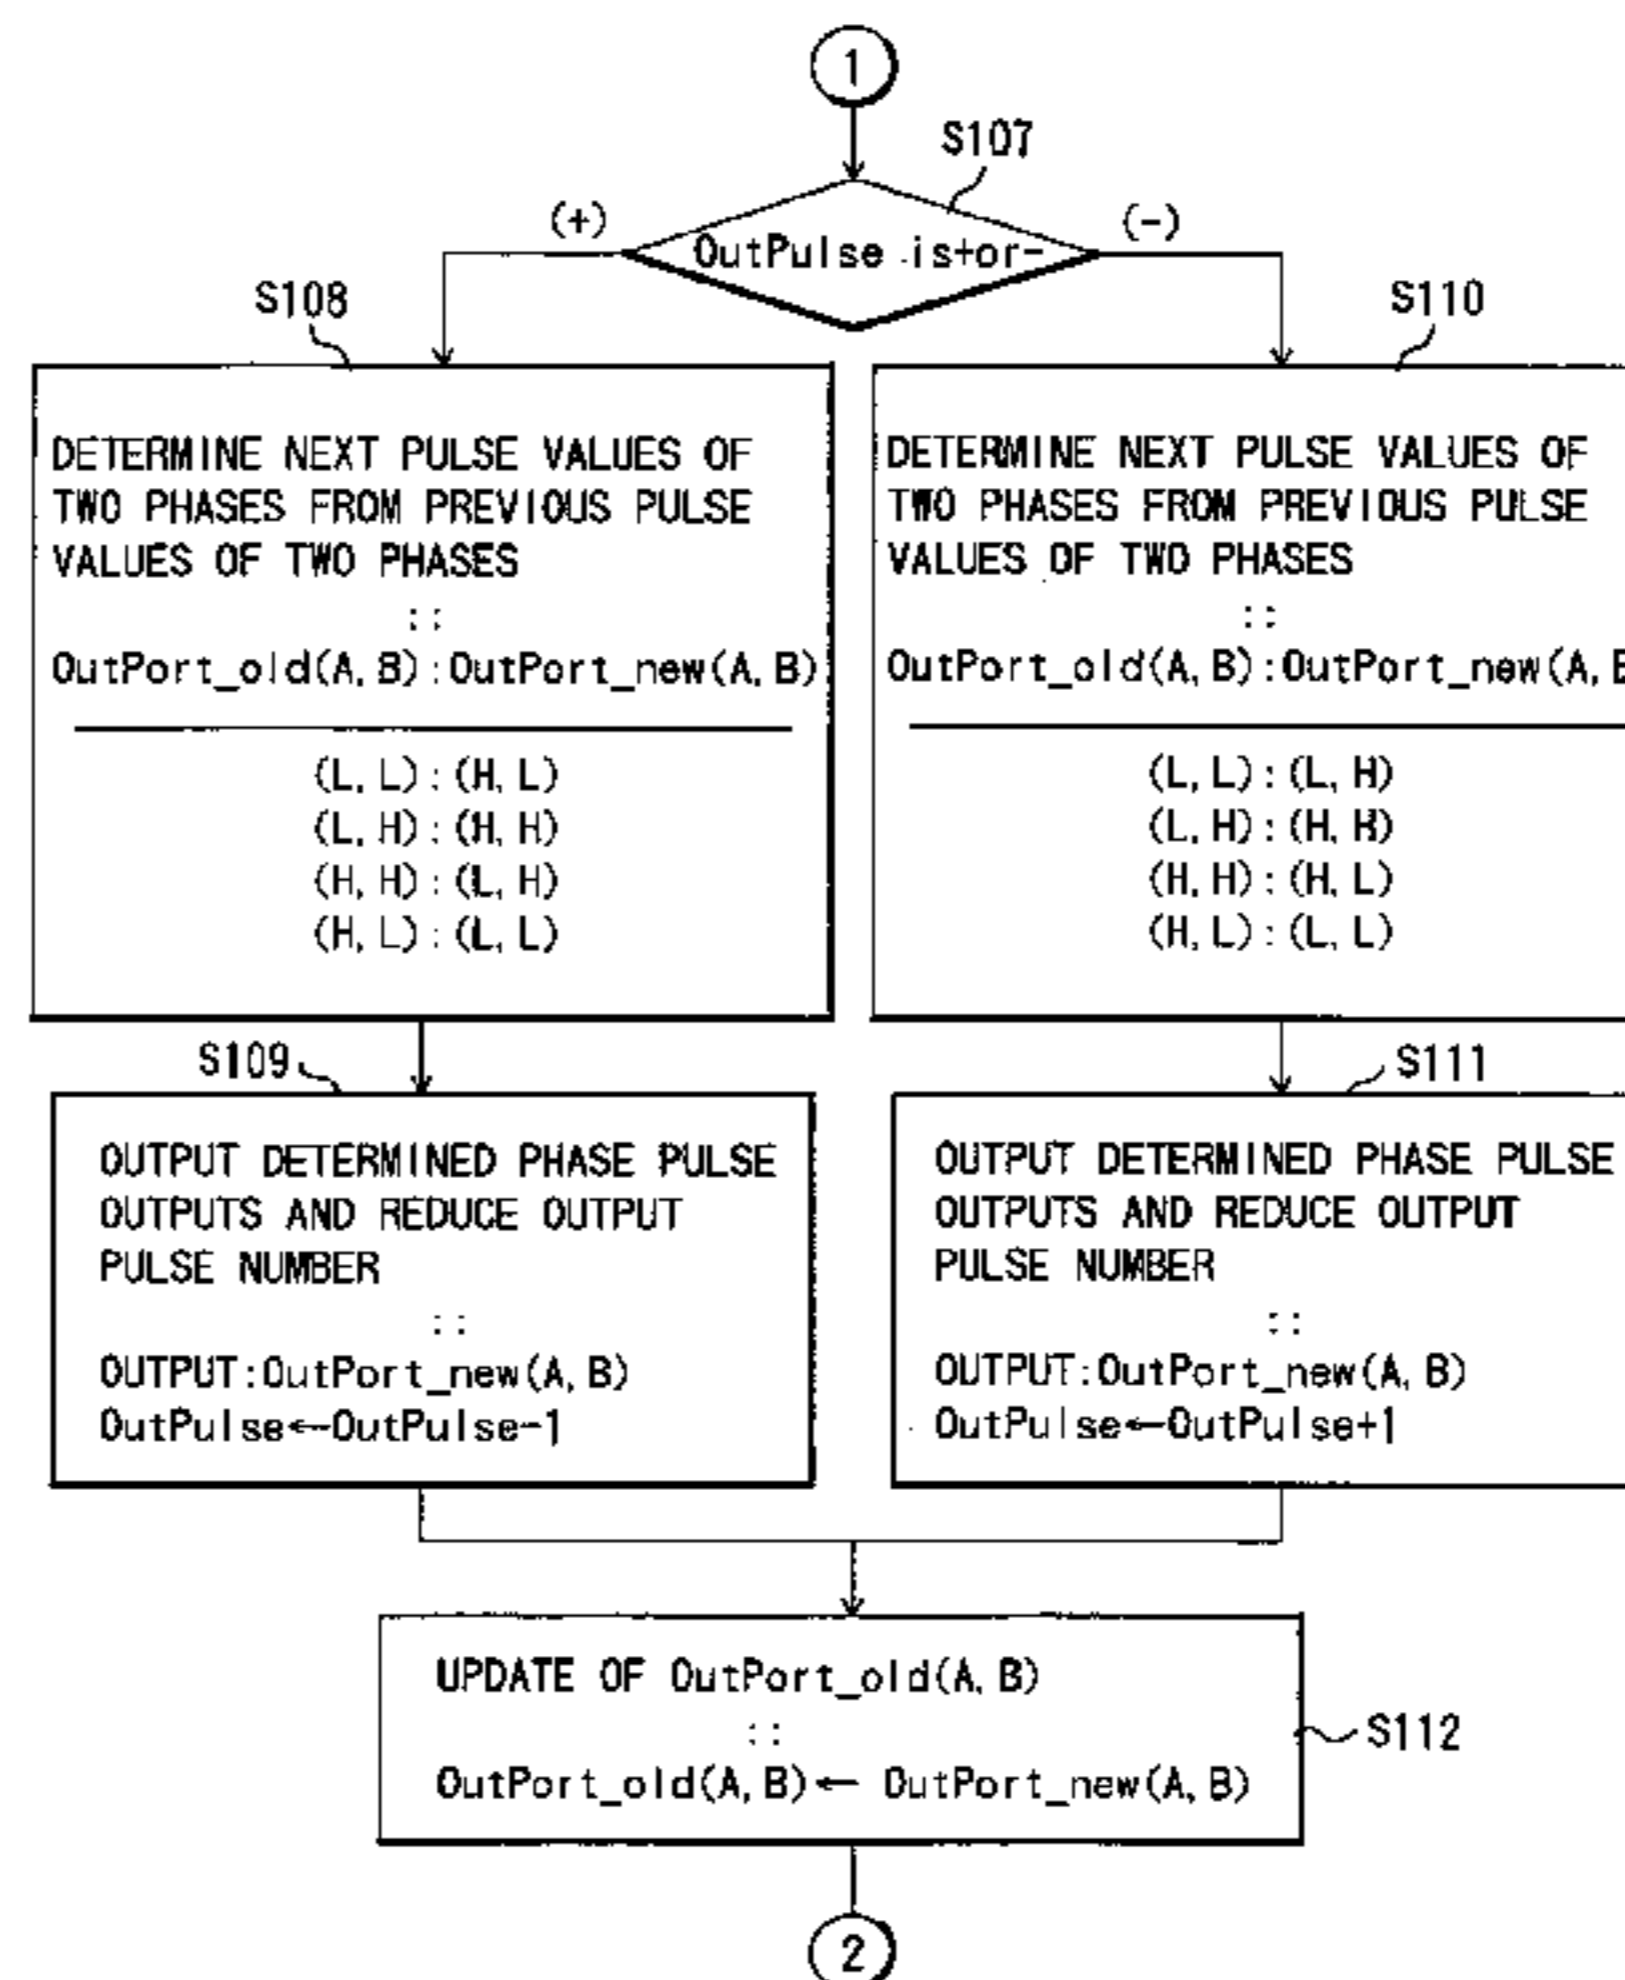 1
S107
(+)
OutPulse is+or-
(-)
S108
DETERMINE NEXT PULSE VALUES OF
TWO PHASES FROM PREVIOUS PULSE
VALUES OF TWO PHASES
::
OutPort_old(A,B):OutPort_new(A,B)
(L,L):(H,L)
(L,H):(H,H)
(H,H):(L,H)
(H,L):(L,L)
S110
DETERMINE NEXT PULSE VALUES OF
TWO PHASES FROM PREVIOUS PULSE
VALUES OF TWO PHASES
::
OutPort_old(A,B):OutPort_new(A,B
(L,L):(L,H)
(L,H):(H,H)
(H,H):(H,L)
(H,L):(L,L)
S109
OUTPUT DETERMINED PHASE PULSE
OUTPUTS AND REDUCE OUTPUT
PULSE NUMBER
::
OUTPUT:OutPort_new(A,B)
OutPulse←OutPulse-1
S111
OUTPUT DETERMINED PHASE PULSE
OUTPUTS AND REDUCE OUTPUT
PULSE NUMBER
::
OUTPUT:OutPort_new(A,B)
OutPulse←OutPulse+1
UPDATE OF OutPort_old(A,B)
::
OutPort_old(A,B)← OutPort_new(A,B)
S112
2